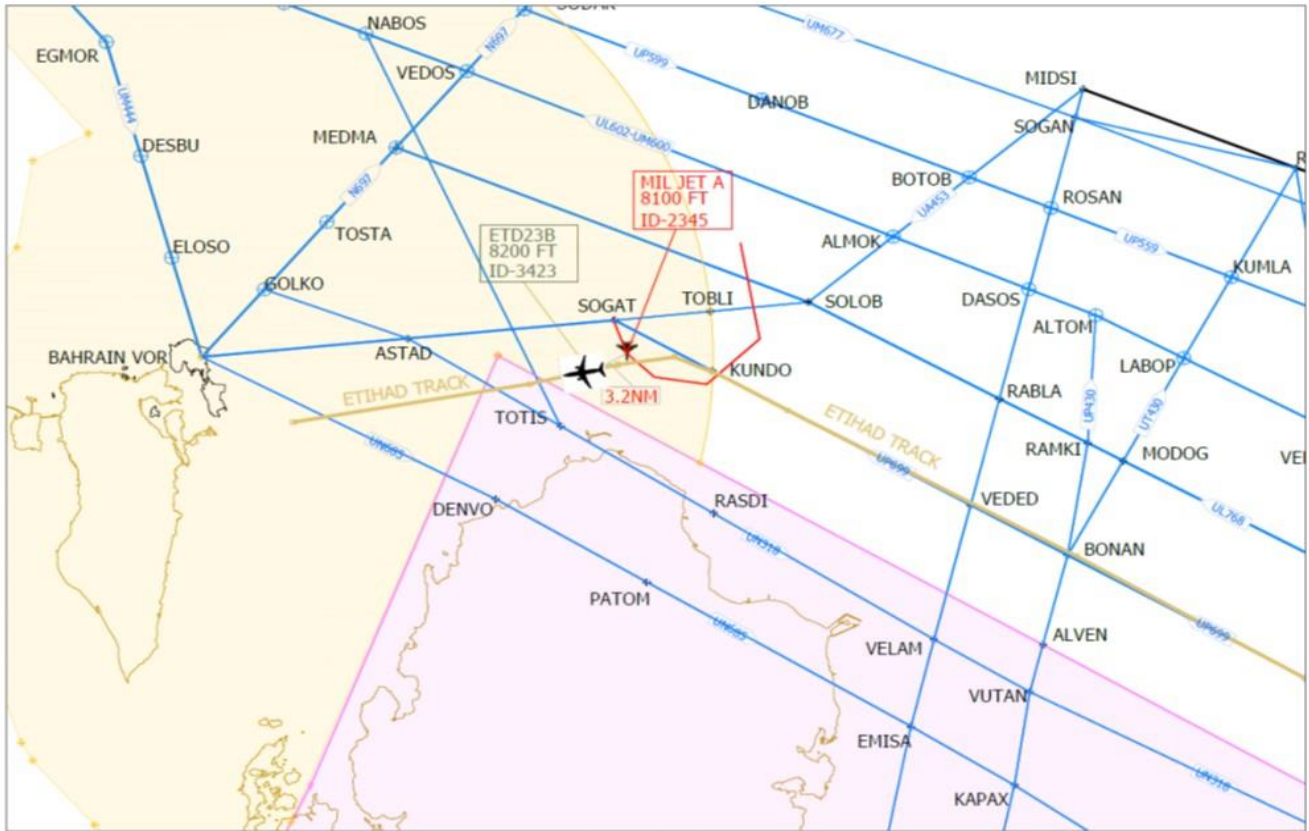 NABOS
SODAR
EGMOR
N697
UM677
VEDOS
UP599
MIDSI
UM444
DANOB
SOGAN
MEDMA
UL602-UM600
DESBU
R
MIL JET A
8100 FT
ID-2345
BOTOB
N697
UA453
ROSAN
ETD23B
8200 FT
ID-3423
TOSTA
ALMOK
UP559
ELOSO
KUMLA
GOLKO
SOGAT
TOBLI
SOLOB
DASOS
ALTOM
BAHRAIN VOR
ASTAD
KUNDO
LABOP
ETIHAD TRACK
3.2NM
RABLA
UP430
UT430
TOTIS
ETIHAD TRACK
UN685
RAMKI
MODOG
VEL
UP699
DENVO
RASDI
VEDED
UL768
UN318
BONAN
PATOM
UN685
UP699
ALVEN
VELAM
VUTAN
EMISA
UN318
KAPAX